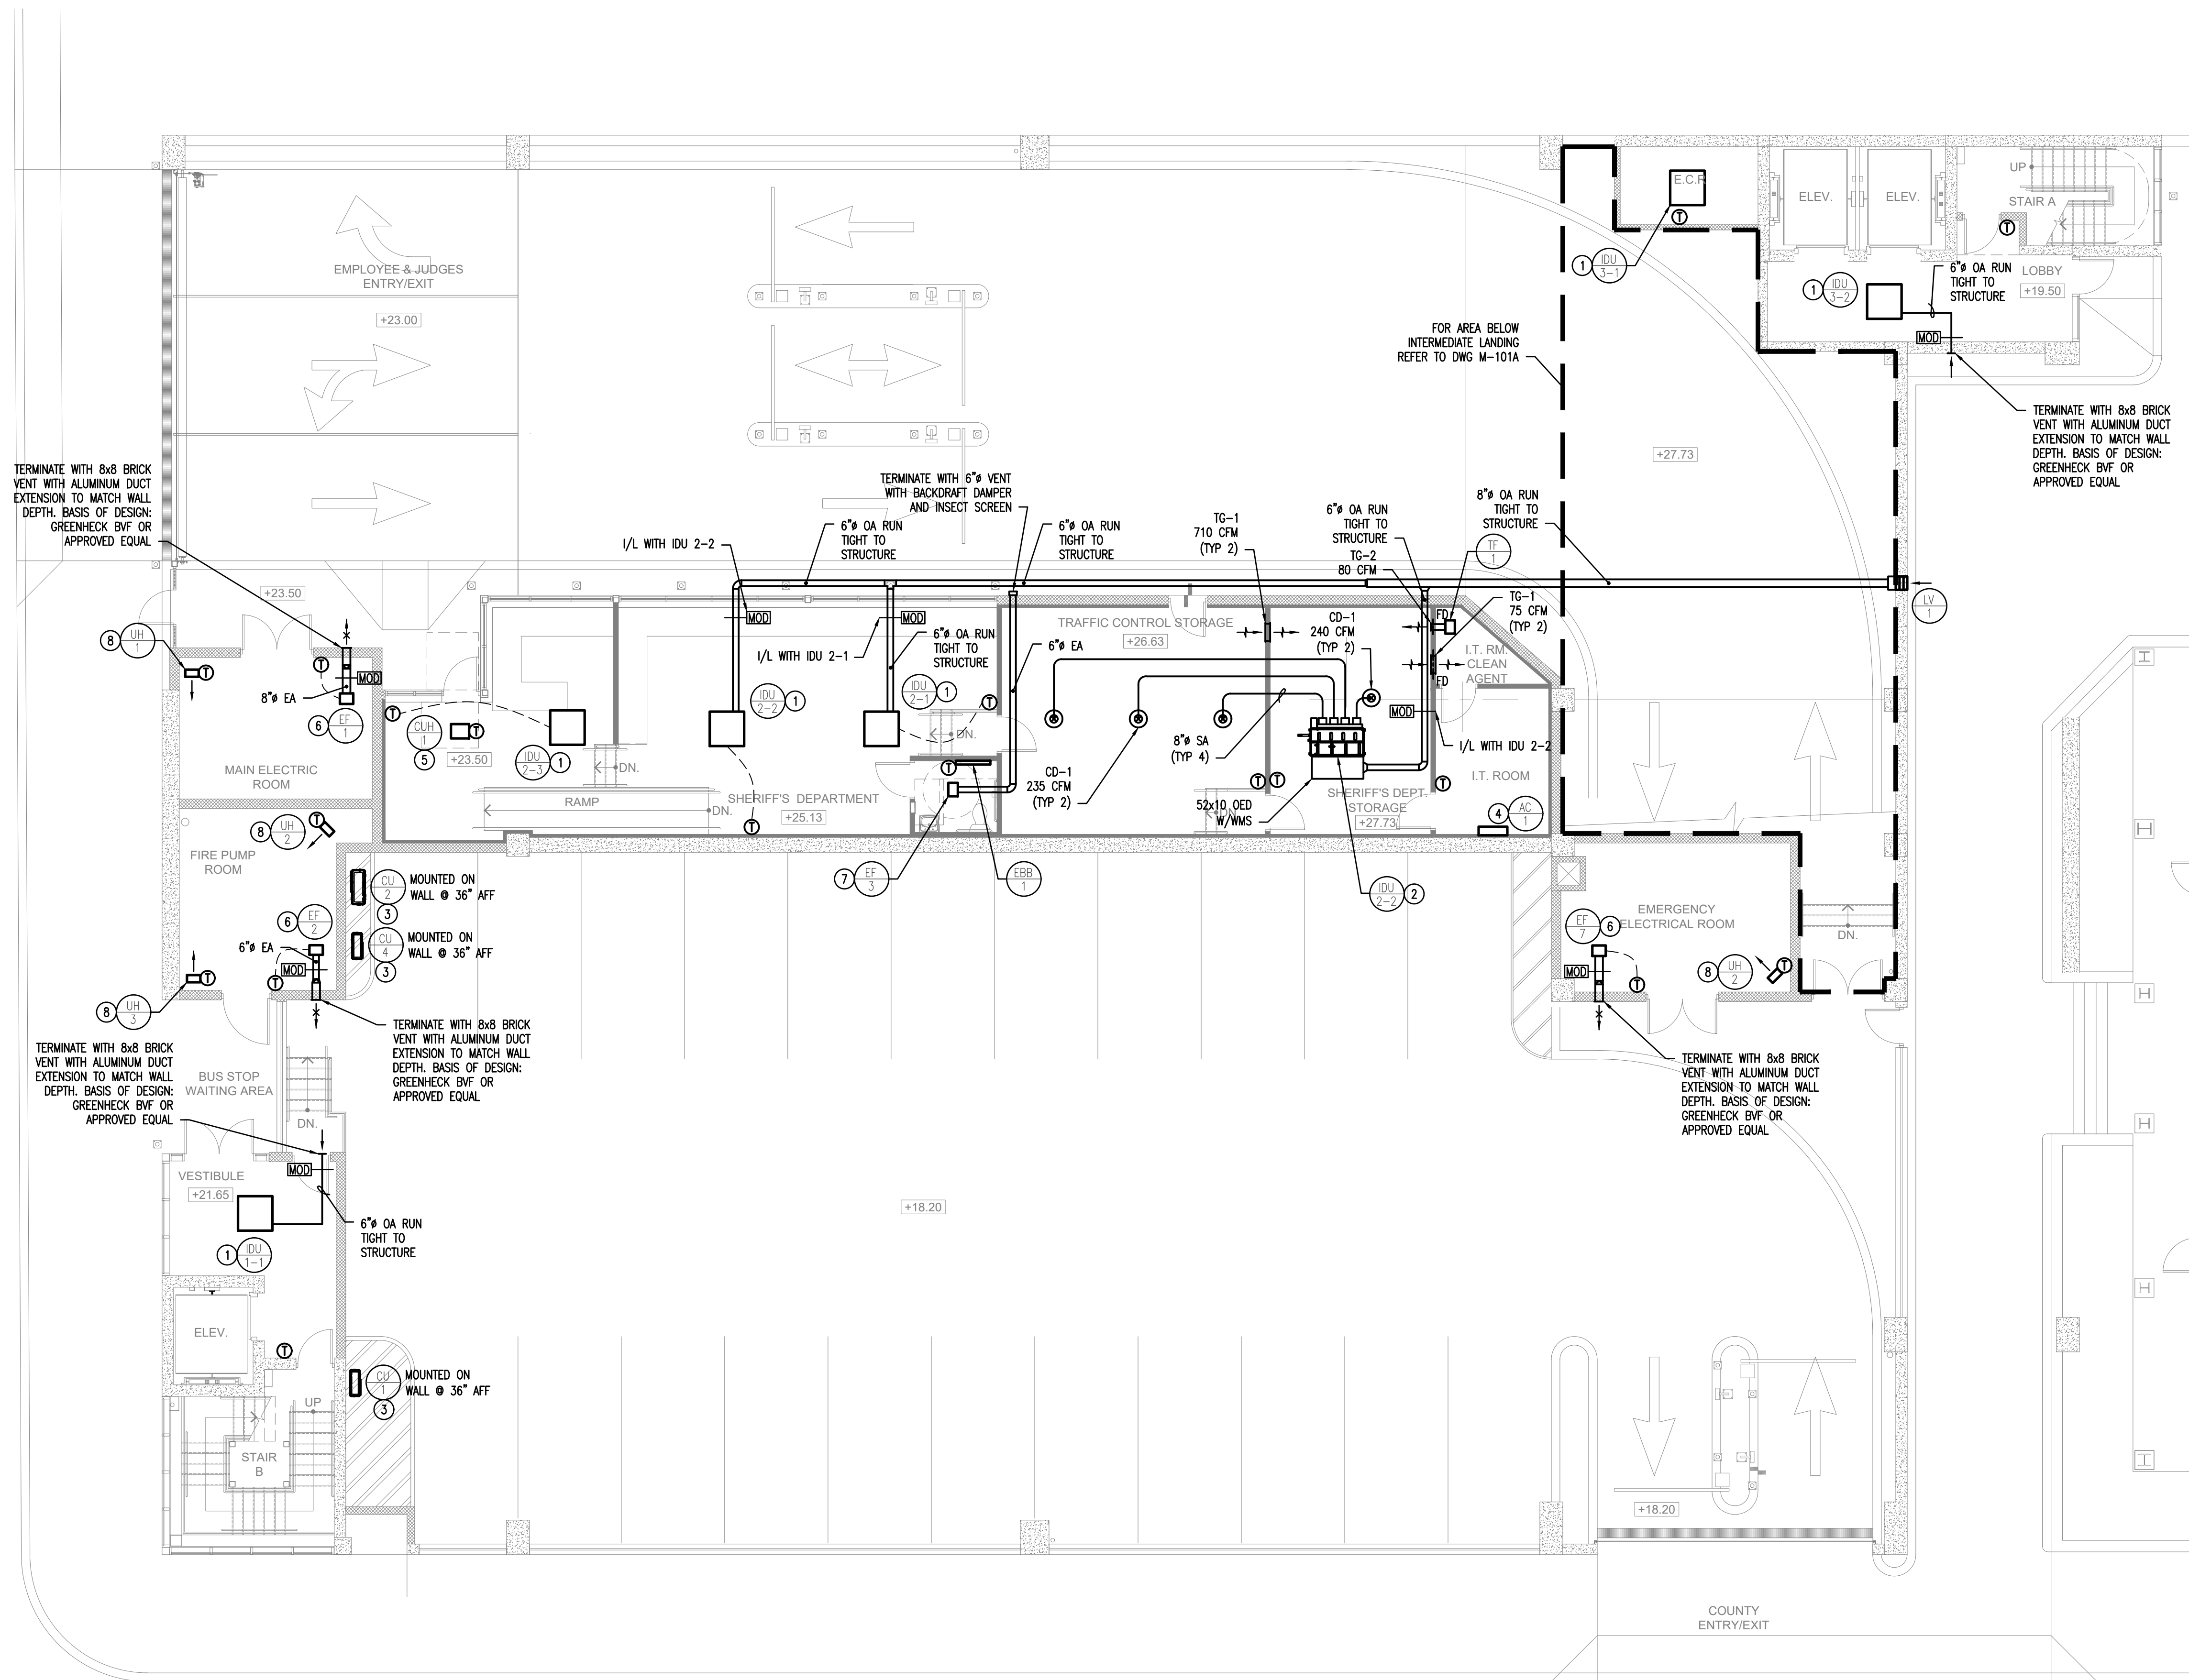 E.C.R.
T
1
IDU
3-1
ELEV.
ELEV.
UP
STAIR A
T
6"ø OA RUN
TIGHT TO
STRUCTURE
LOBBY
+19.50
1
IDU
3-2
MOD
TERMINATE WITH 8x8 BRICK
VENT WITH ALUMINUM DUCT
EXTENSION TO MATCH WALL
DEPTH. BASIS OF DESIGN:
GREENHECK BVF OR
APPROVED EQUAL
EMPLOYEE & JUDGES
ENTRY/EXIT
+23.00
FOR AREA BELOW
INTERMEDIATE LANDING
REFER TO DWG M-101A
+27.73
TERMINATE WITH 8x8 BRICK
VENT WITH ALUMINUM DUCT
EXTENSION TO MATCH WALL
DEPTH. BASIS OF DESIGN:
GREENHECK BVF OR
APPROVED EQUAL
TERMINATE WITH 6"ø VENT
WITH BACKDRAFT DAMPER
AND INSECT SCREEN
I/L WITH IDU 2-2
6"ø OA RUN
TIGHT TO
STRUCTURE
6"ø OA RUN
TIGHT TO
STRUCTURE
TG-1
710 CFM
(TYP 2)
6"ø OA RUN
TIGHT TO
STRUCTURE
TG-2
80 CFM
8"ø OA RUN
TIGHT TO
STRUCTURE
TF
1
TG-1
75 CFM
(TYP 2)
LV
1
+23.50
8
UH
1
T
T
MOD
8"ø EA
6
EF
1
MAIN ELECTRIC
ROOM
MOD
MOD
I/L WITH IDU 2-1
6"ø OA RUN
TIGHT TO
STRUCTURE
6"ø EA
TRAFFIC CONTROL STORAGE
+26.63
CD-1
240 CFM
(TYP 2)
FD
FD
I.T. RM.
CLEAN
AGENT
T
CUH
1
5
T
+23.50
IDU
2-3
1
IDU
2-2
1
IDU
2-1
1
T
DN.
DN.
RAMP
DN.
SHERIFF'S DEPARTMENT
+25.13
T
T
8"ø SA
(TYP 4)
CD-1
235 CFM
(TYP 2)
MOD
I/L WITH IDU 2-2
T
T
T
I.T. ROOM
52x10 OED
W/WMS
DN.
SHERIFF'S DEPT.
STORAGE
+27.73
4
AC
1
8
UH
2
T
FIRE PUMP
ROOM
CU
2
3
MOUNTED ON
WALL @ 36" AFF
7
EF
3
EBB
1
IDU
2-2
2
6
EF
2
6"ø EA
MOD
T
CU
4
3
MOUNTED ON
WALL @ 36" AFF
T
8
UH
3
EMERGENCY
ELECTRICAL ROOM
EF
7
6
MOD
T
8
UH
2
T
DN.
TERMINATE WITH 8x8 BRICK
VENT WITH ALUMINUM DUCT
EXTENSION TO MATCH WALL
DEPTH. BASIS OF DESIGN:
GREENHECK BVF OR
APPROVED EQUAL
TERMINATE WITH 8x8 BRICK
VENT WITH ALUMINUM DUCT
EXTENSION TO MATCH WALL
DEPTH. BASIS OF DESIGN:
GREENHECK BVF OR
APPROVED EQUAL
BUS STOP
WAITING AREA
DN.
TERMINATE WITH 8x8 BRICK
VENT WITH ALUMINUM DUCT
EXTENSION TO MATCH WALL
DEPTH. BASIS OF DESIGN:
GREENHECK BVF OR
APPROVED EQUAL
MOD
VESTIBULE
+21.65
6"ø OA RUN
TIGHT TO
STRUCTURE
1
IDU
1-1
+18.20
ELEV.
T
CU
1
3
MOUNTED ON
WALL @ 36" AFF
UP
STAIR
B
+18.20
COUNTY
ENTRY/EXIT